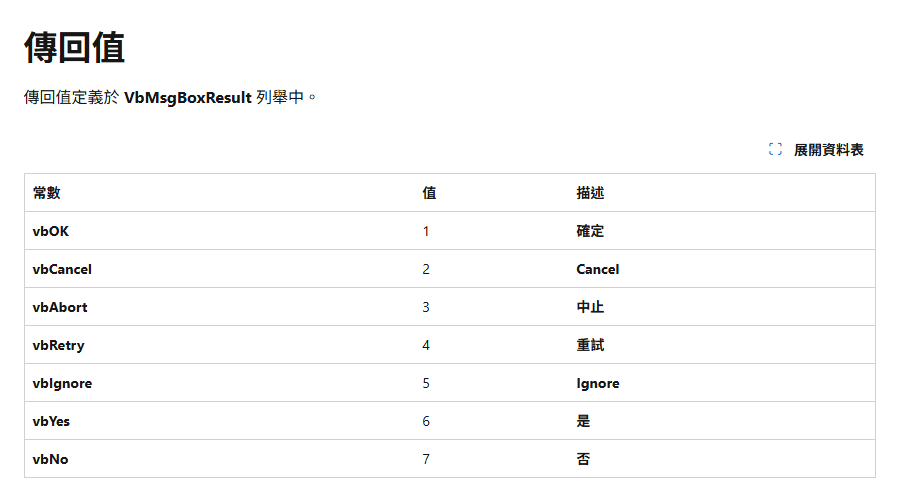 傳回值
傳回值定義於 VbMsgBoxResult 列舉中。
展開資料表
常數 值 描述
vbOK 1 確定
vbCancel 2 Cancel
vbAbort 3 中止
vbRetry 4 重試
vbIgnore 5 Ignore
vbYes 6 是
vbNo 7 否